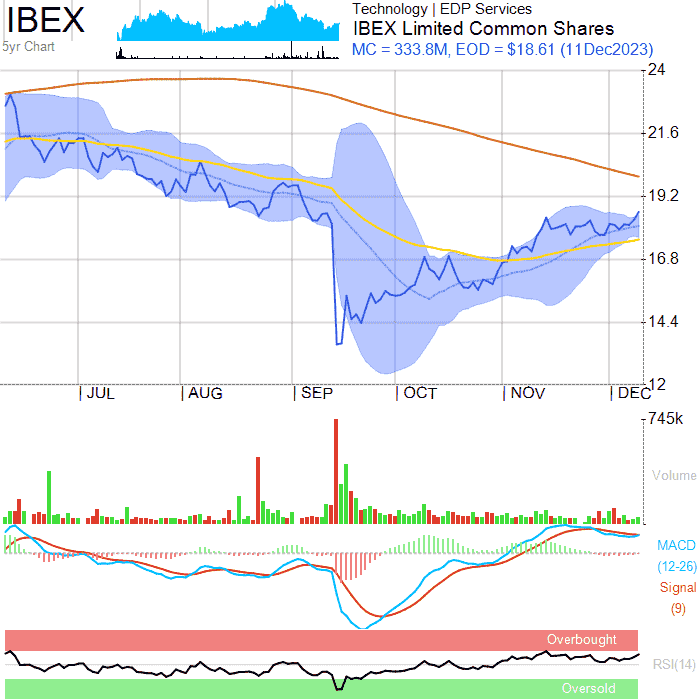 IBEX
5yr Chart
Technology | EDP Services
IBEX Limited Common Shares
MC = 333.8M, EOD = $18.61 (11Dec2023)
24
21.6
19.2
16.8
14.4
12
| JUL | AUG | SEP | OCT | NOV | DEC
745k
Volume
MACD
(12-26)
Signal
(9)
Overbought
RSI(14)
Oversold